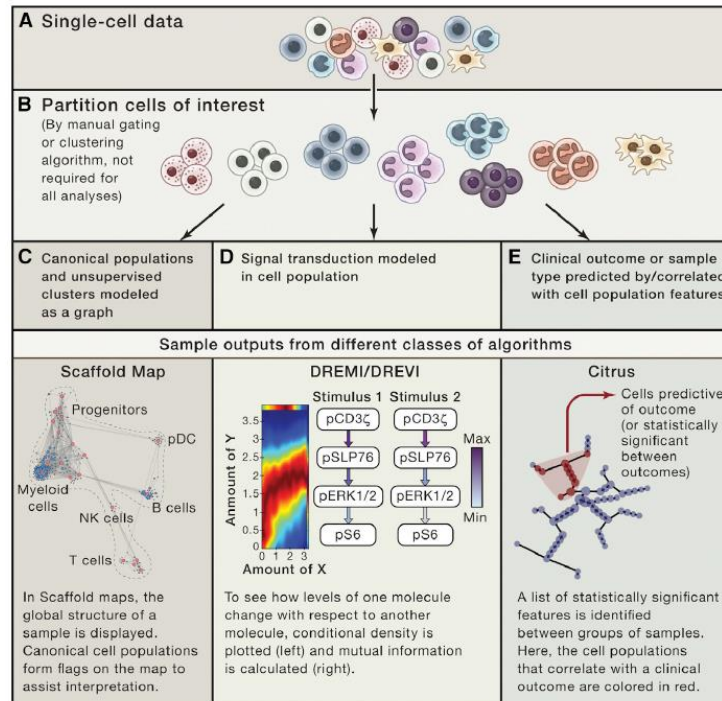 A Single-cell data
B Partition cells of interest
(By manual gating
or clustering
algorithm, not
required for
all analyses)
C Canonical populations
and unsupervised
clusters modeled
as a graph
D Signal transduction modeled
in cell population
E Clinical outcome or sample
type predicted by/correlated
with cell population features
Sample outputs from different classes of algorithms
Scaffold Map
Progenitors
pDC
Myeloid
cells
B cells
NK cells
T cells
In Scaffold maps, the
global structure of a
sample is displayed.
Canonical cell populations
form flags on the map to
assist interpretation.
DREMI/DREVI
Stimulus 1 Stimulus 2
Anmount of Y
3.5
3
2.5
2
1.5
1
0.5
0
0 1 2 3
Amount of X
pCD3ζ pCD3ζ
pSLP76 pSLP76
pERK1/2 pERK1/2
pS6 pS6
Max
Min
To see how levels of one molecule
change with respect to another
molecule, conditional density is
plotted (left) and mutual information
is calculated (right).
Citrus
Cells predictive
of outcome
(or statistically
significant
between
outcomes)
A list of statistically significant
features is identified
between groups of samples.
Here, the cell populations
that correlate with a clinical
outcome are colored in red.